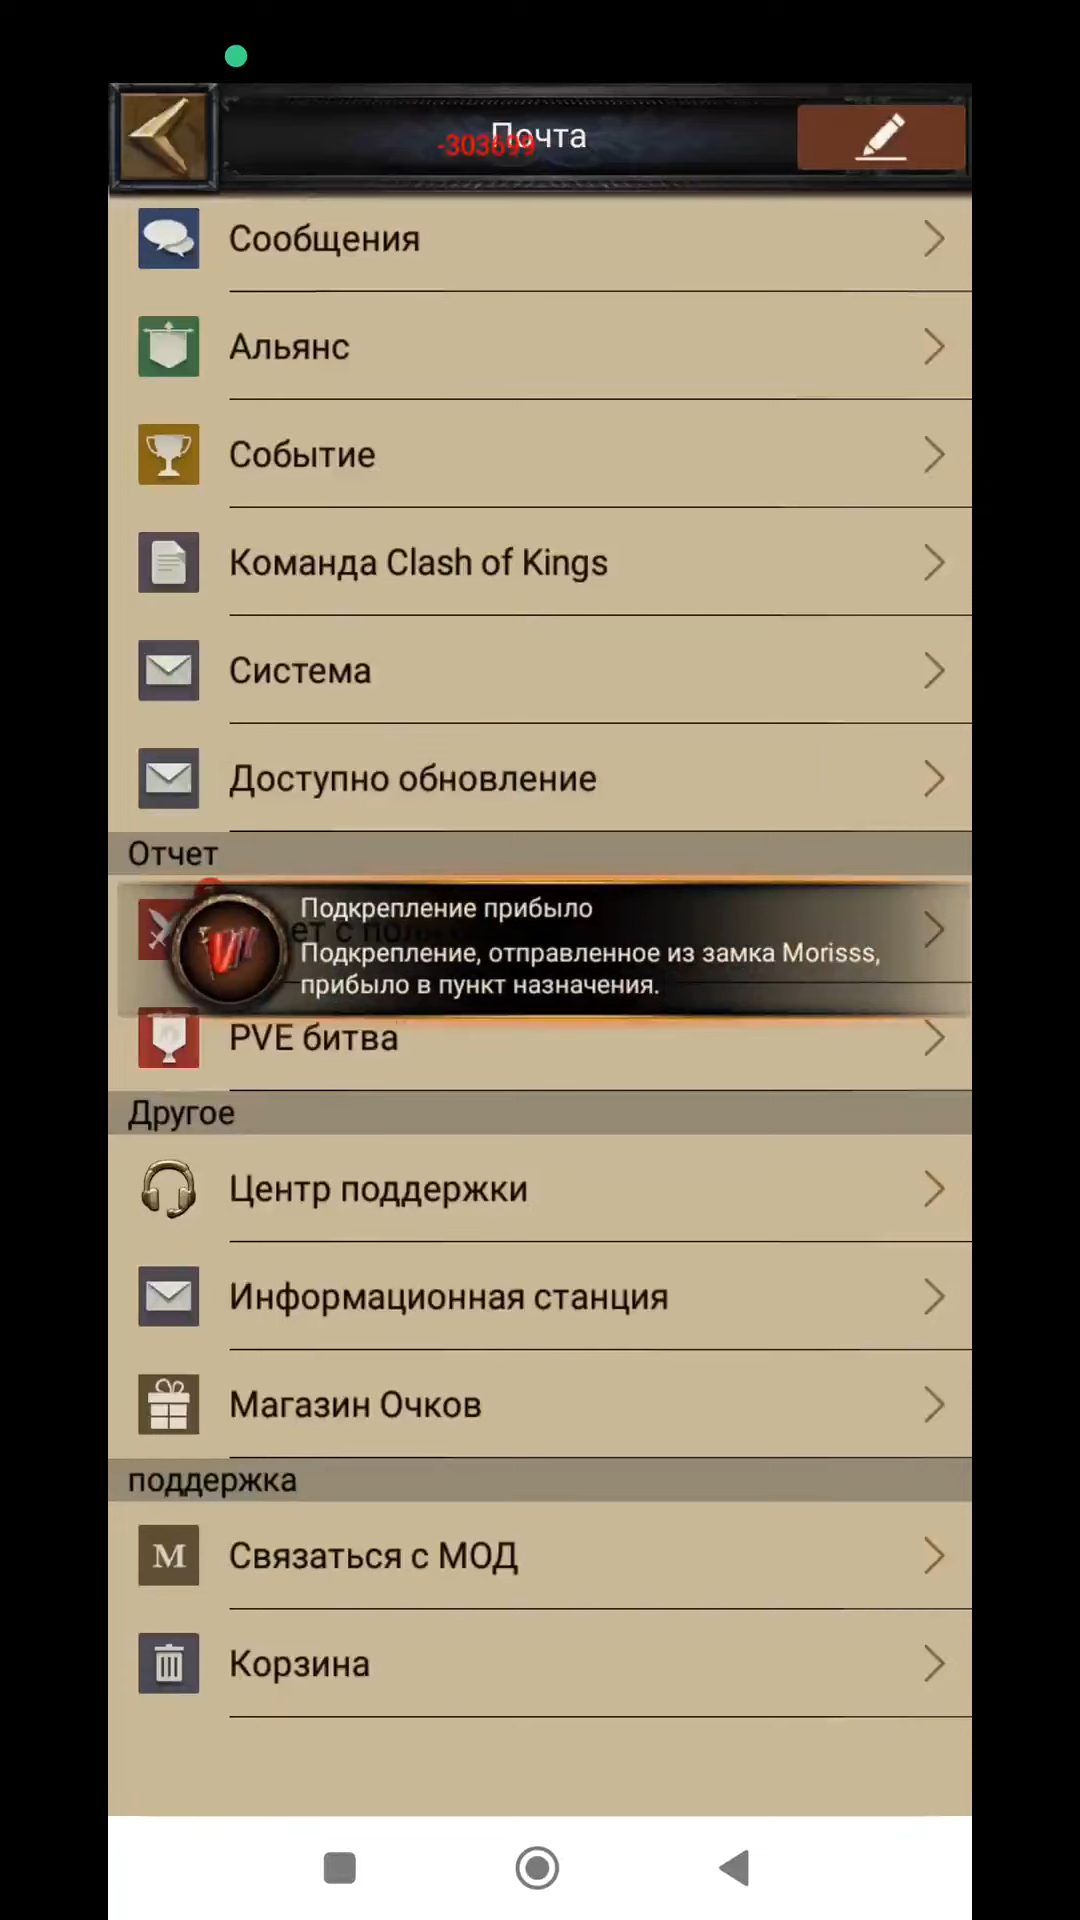 Почта
-303699
Сообщения
Альянс
Событие
Команда Clash of Kings
Система
Доступно обновление
Отчет
Подкрепление прибыло
Подкрепление, отправленное из замка Morisss,
прибыло в пункт назначения.
PVE битва
Другое
Центр поддержки
Информационная станция
Магазин Очков
поддержка
M
Связаться с МОД
Корзина